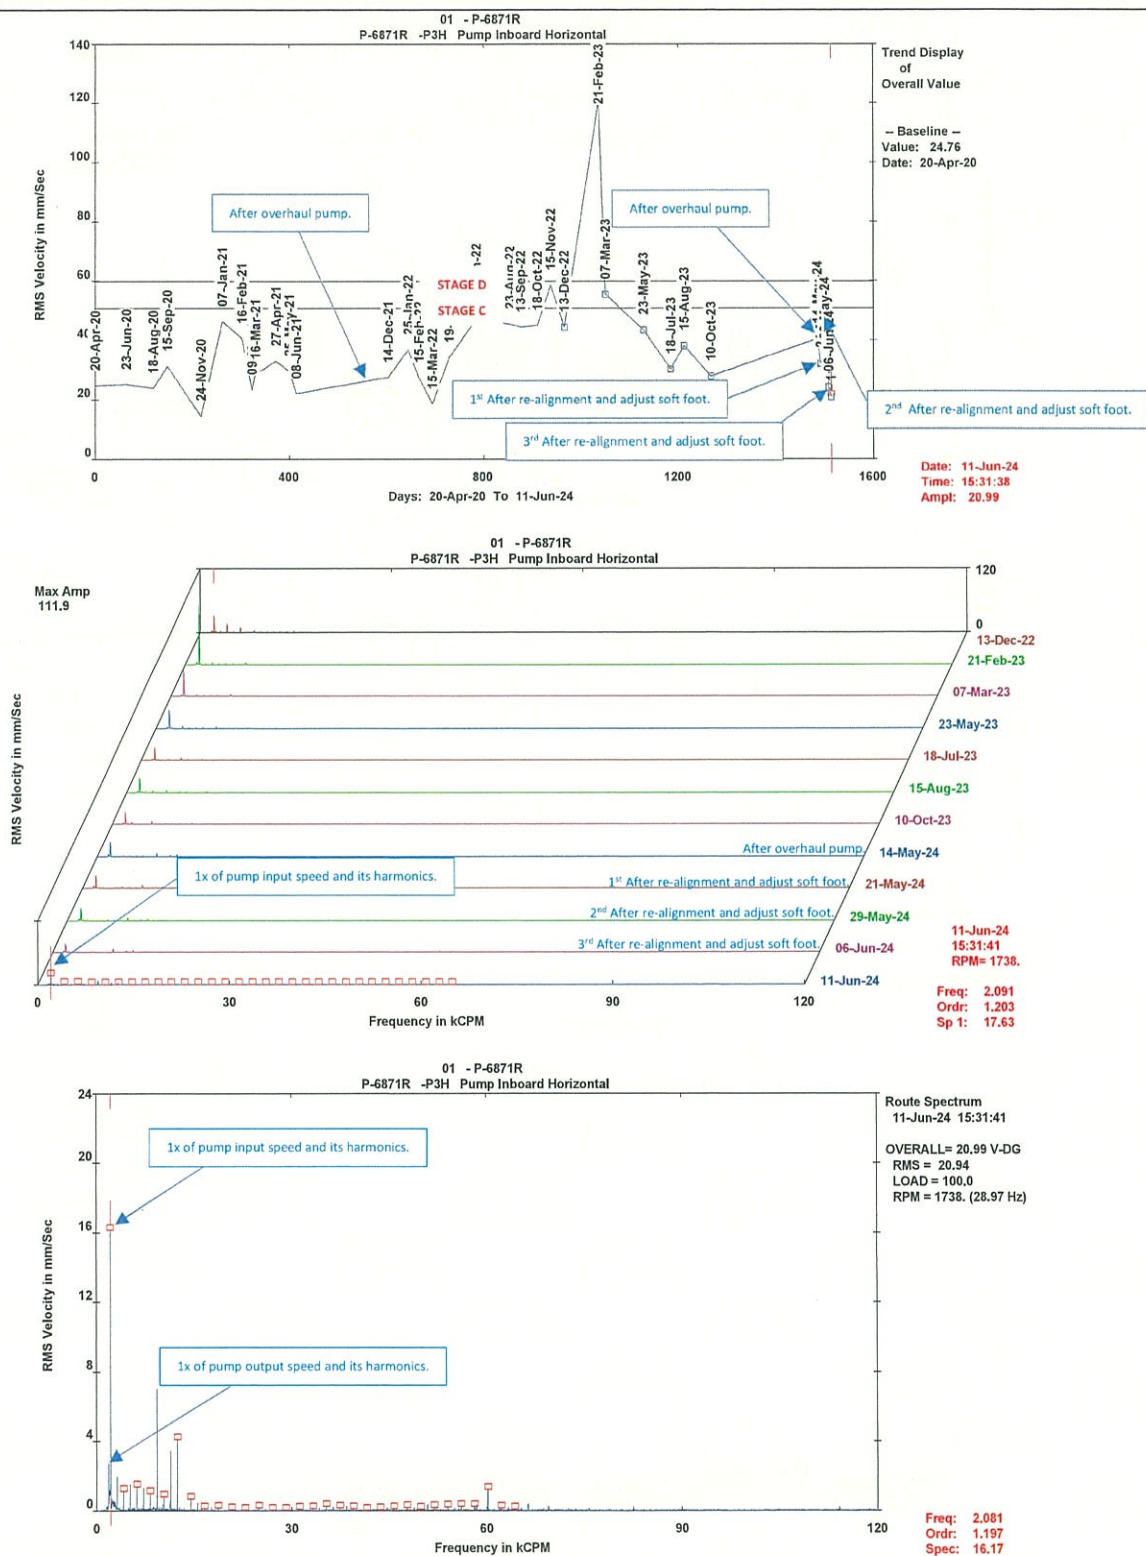 01 - P-6871R
P-6871R -P3H Pump Inboard Horizontal
Trend Display
of
Overall Value
-- Baseline --
Value: 24.76
Date: 20-Apr-20
RMS Velocity in mm/Sec
140
120
100
80
60
40
20
0
After overhaul pump.
After overhaul pump.
STAGE D
STAGE C
20-Apr-20
23-Jun-20
18-Aug-20
15-Sep-20
24-Nov-20
07-Jan-21
16-Feb-21
16-Mar-21
27-Apr-21
08-Jun-21
14-Dec-21
15-Mar-22
23-Aug-22
13-Sep-22
18-Oct-22
15-Nov-22
13-Dec-22
21-Feb-23
07-Mar-23
23-May-23
18-Jul-23
15-Aug-23
10-Oct-23
06-Jun-24
1st After re-alignment and adjust soft foot.
2nd After re-alignment and adjust soft foot.
3rd After re-alignment and adjust soft foot.
0 400 800 1200 1600
Days: 20-Apr-20 To 11-Jun-24
Date: 11-Jun-24
Time: 15:31:38
Ampl: 20.99
01 - P-6871R
P-6871R -P3H Pump Inboard Horizontal
Max Amp
111.9
RMS Velocity in mm/Sec
120
0
13-Dec-22
21-Feb-23
07-Mar-23
23-May-23
18-Jul-23
15-Aug-23
10-Oct-23
After overhaul pump. 14-May-24
1x of pump input speed and its harmonics.
1st After re-alignment and adjust soft foot. 21-May-24
2nd After re-alignment and adjust soft foot. 29-May-24
3rd After re-alignment and adjust soft foot. 06-Jun-24
11-Jun-24
0 30 60 90 120
Frequency in kCPM
11-Jun-24
15:31:41
RPM= 1738.
Freq: 2.091
Ordr: 1.203
Sp 1: 17.63
01 - P-6871R
P-6871R -P3H Pump Inboard Horizontal
RMS Velocity in mm/Sec
24
20
16
12
8
4
0
1x of pump input speed and its harmonics.
1x of pump output speed and its harmonics.
Route Spectrum
11-Jun-24 15:31:41
OVERALL= 20.99 V-DG
RMS = 20.94
LOAD = 100.0
RPM = 1738. (28.97 Hz)
0 30 60 90 120
Frequency in kCPM
Freq: 2.081
Ordr: 1.197
Spec: 16.17